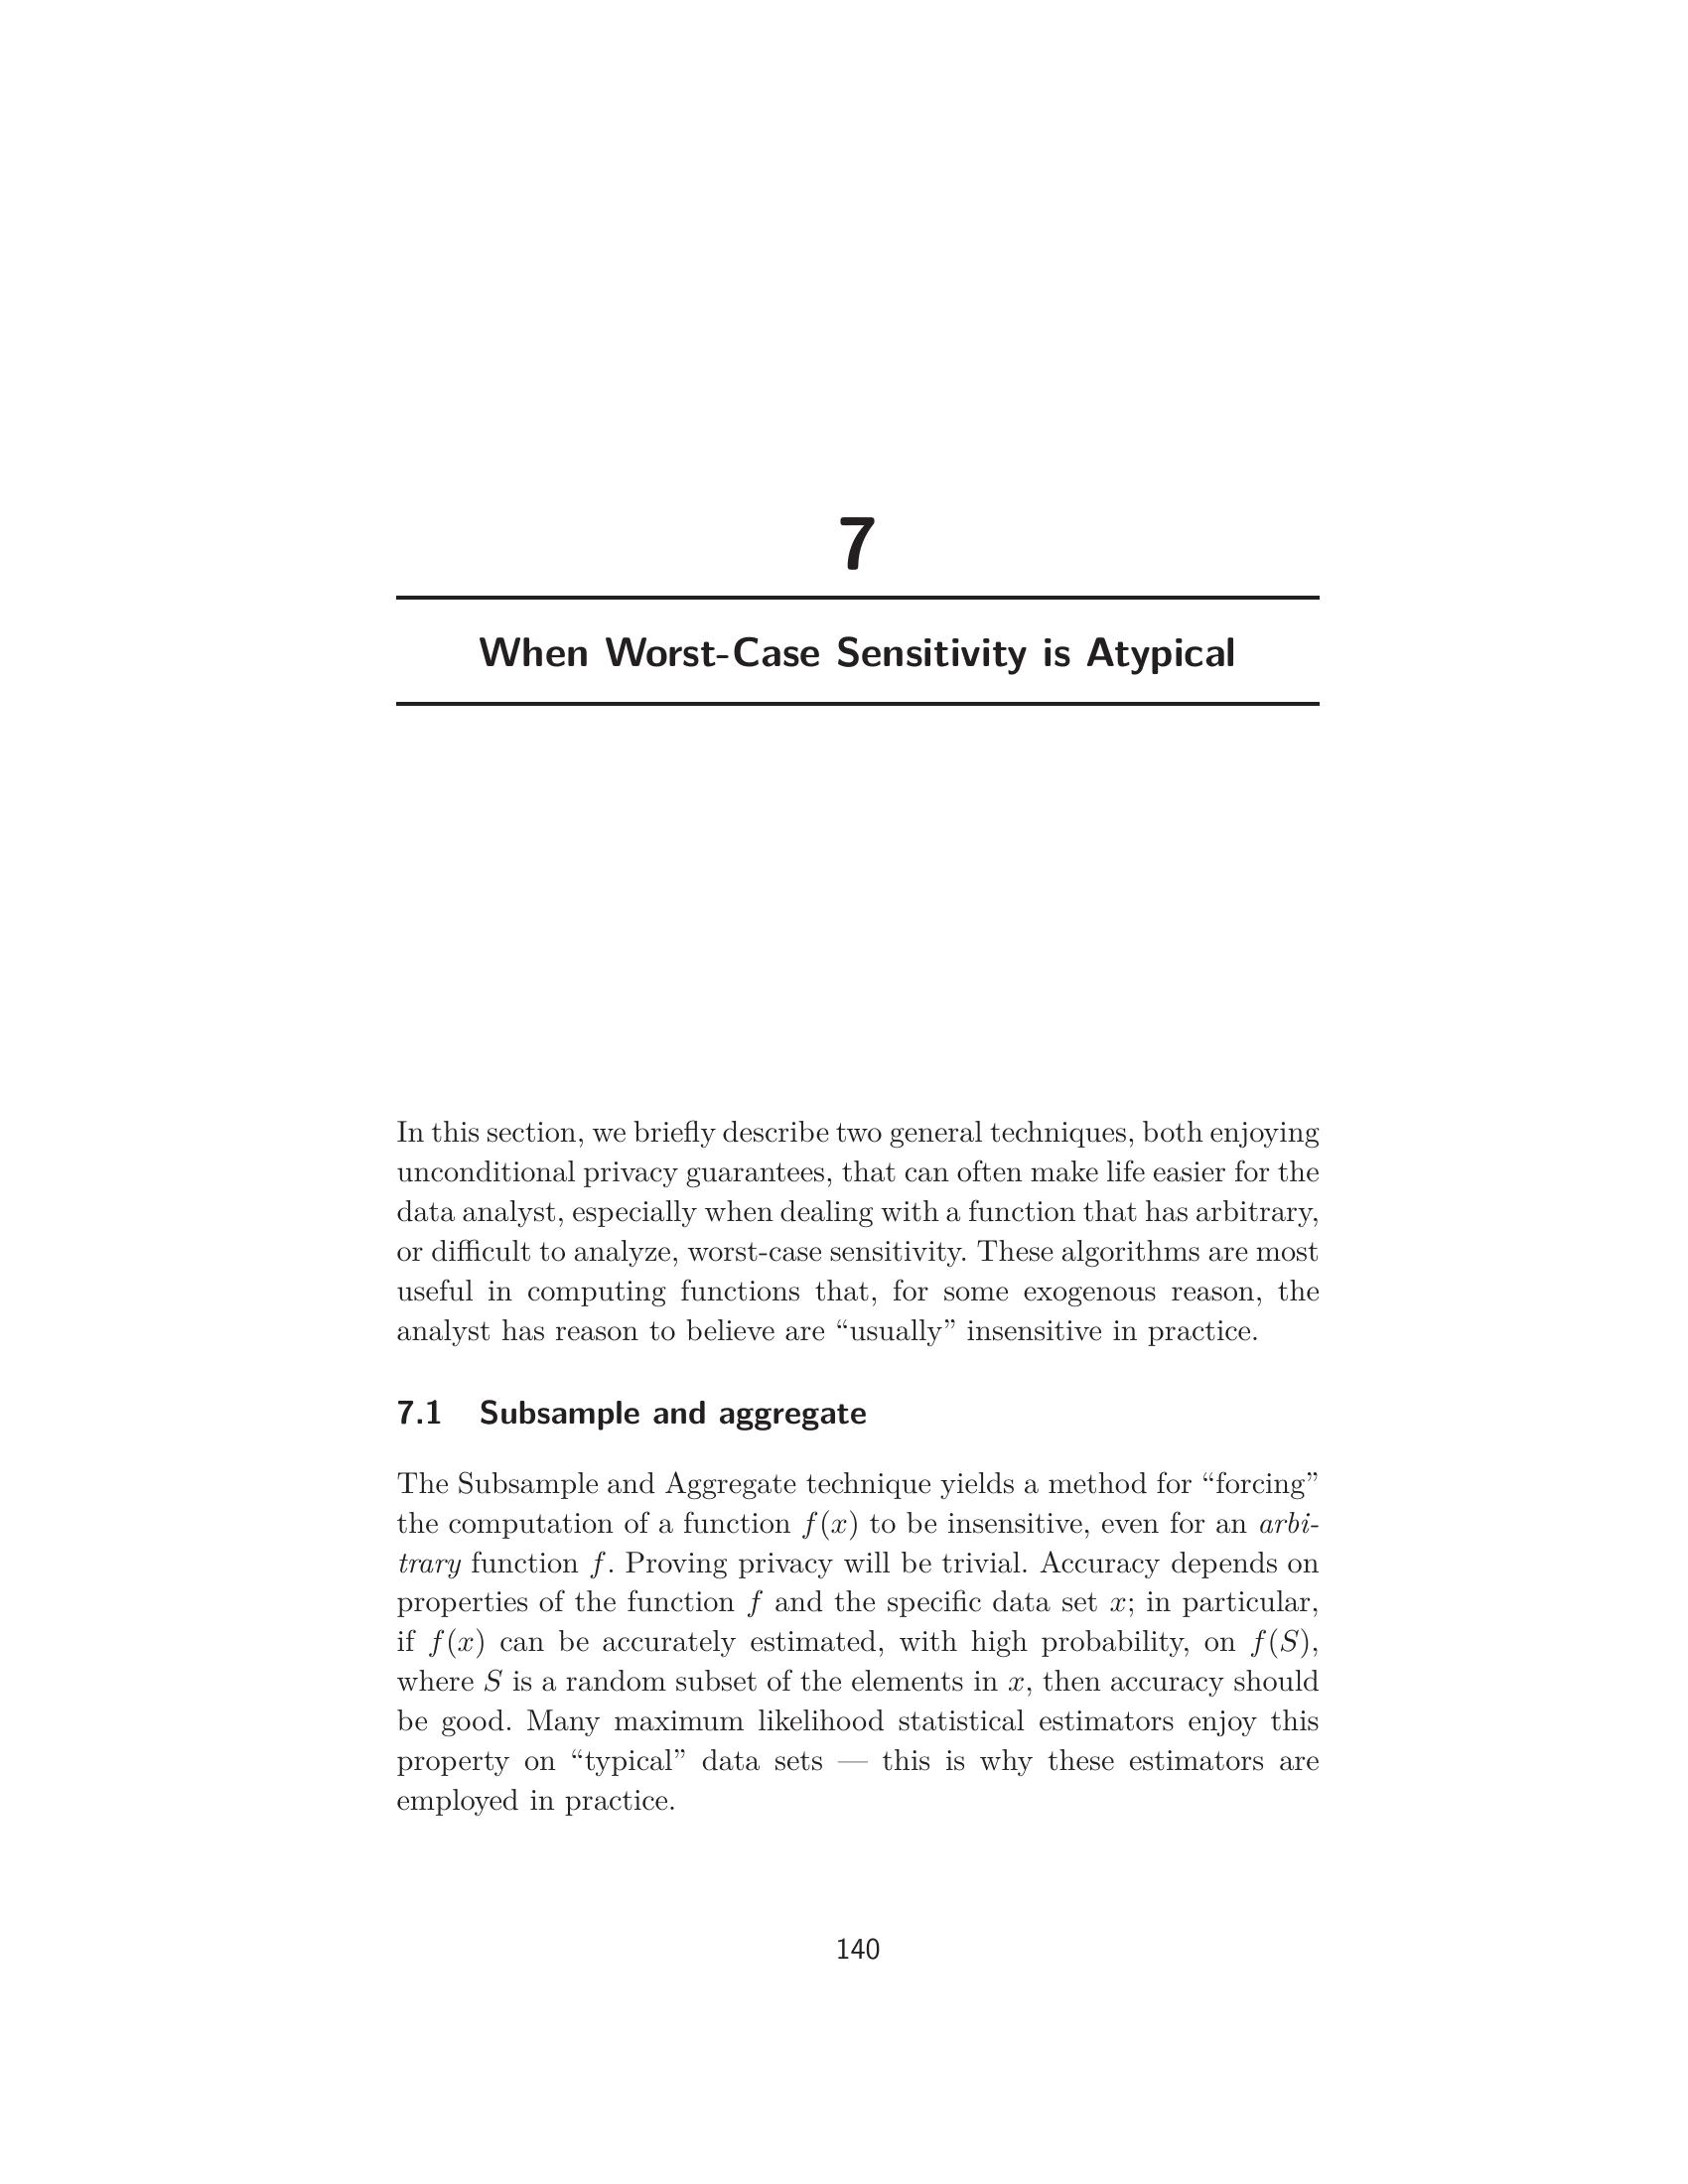 7
When Worst-Case Sensitivity is Atypical
In this section, we briefly describe two general techniques, both enjoying
unconditional privacy guarantees, that can often make life easier for the
data analyst, especially when dealing with a function that has arbitrary,
or difficult to analyze, worst-case sensitivity. These algorithms are most
useful in computing functions that, for some exogenous reason, the
analyst has reason to believe are “usually” insensitive in practice.
7.1 Subsample and aggregate
The Subsample and Aggregate technique yields a method for “forcing”
the computation of a function f(x) to be insensitive, even for an arbi-
trary function f. Proving privacy will be trivial. Accuracy depends on
properties of the function f and the specific data set x; in particular,
if f(x) can be accurately estimated, with high probability, on f(S),
where S is a random subset of the elements in x, then accuracy should
be good. Many maximum likelihood statistical estimators enjoy this
property on “typical” data sets — this is why these estimators are
employed in practice.
140